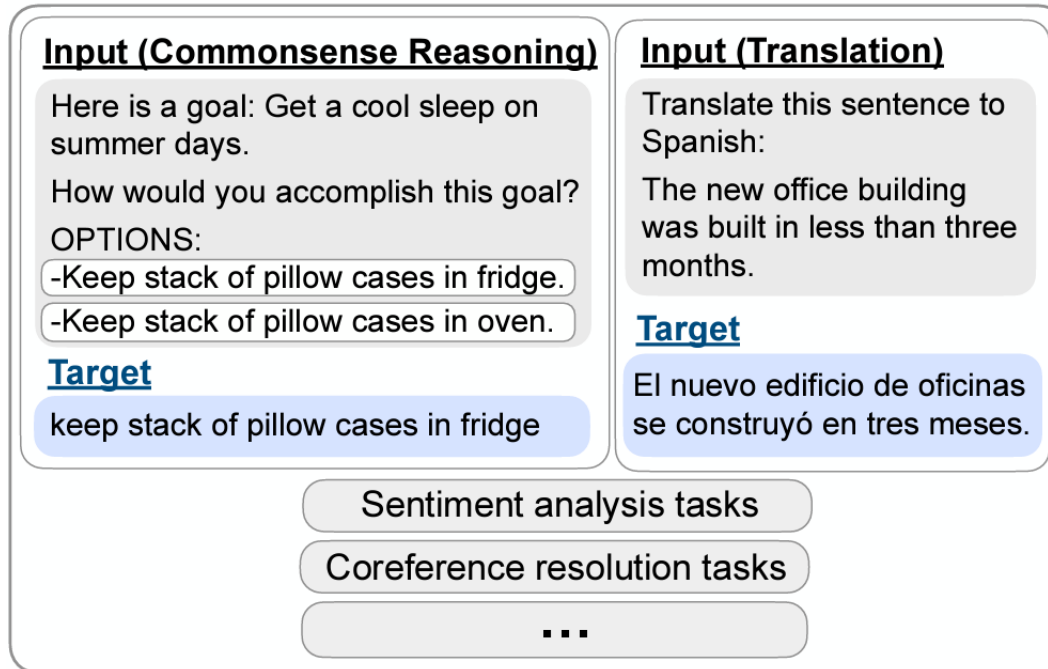 Input (Commonsense Reasoning)
Here is a goal: Get a cool sleep on
summer days.
How would you accomplish this goal?
OPTIONS:
-Keep stack of pillow cases in fridge.
-Keep stack of pillow cases in oven.
Target
keep stack of pillow cases in fridge
Input (Translation)
Translate this sentence to
Spanish:
The new office building
was built in less than three
months.
Target
El nuevo edificio de oficinas
se construyó en tres meses.
Sentiment analysis tasks
Coreference resolution tasks
...